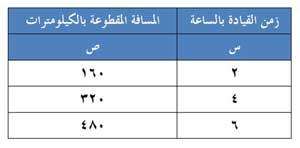 زمن القيادة بالساعة المسافة المقطوعة بالكيلومترات
س ص
٢ ١٦٠
٤ ٣٢٠
٦ ٤٨٠